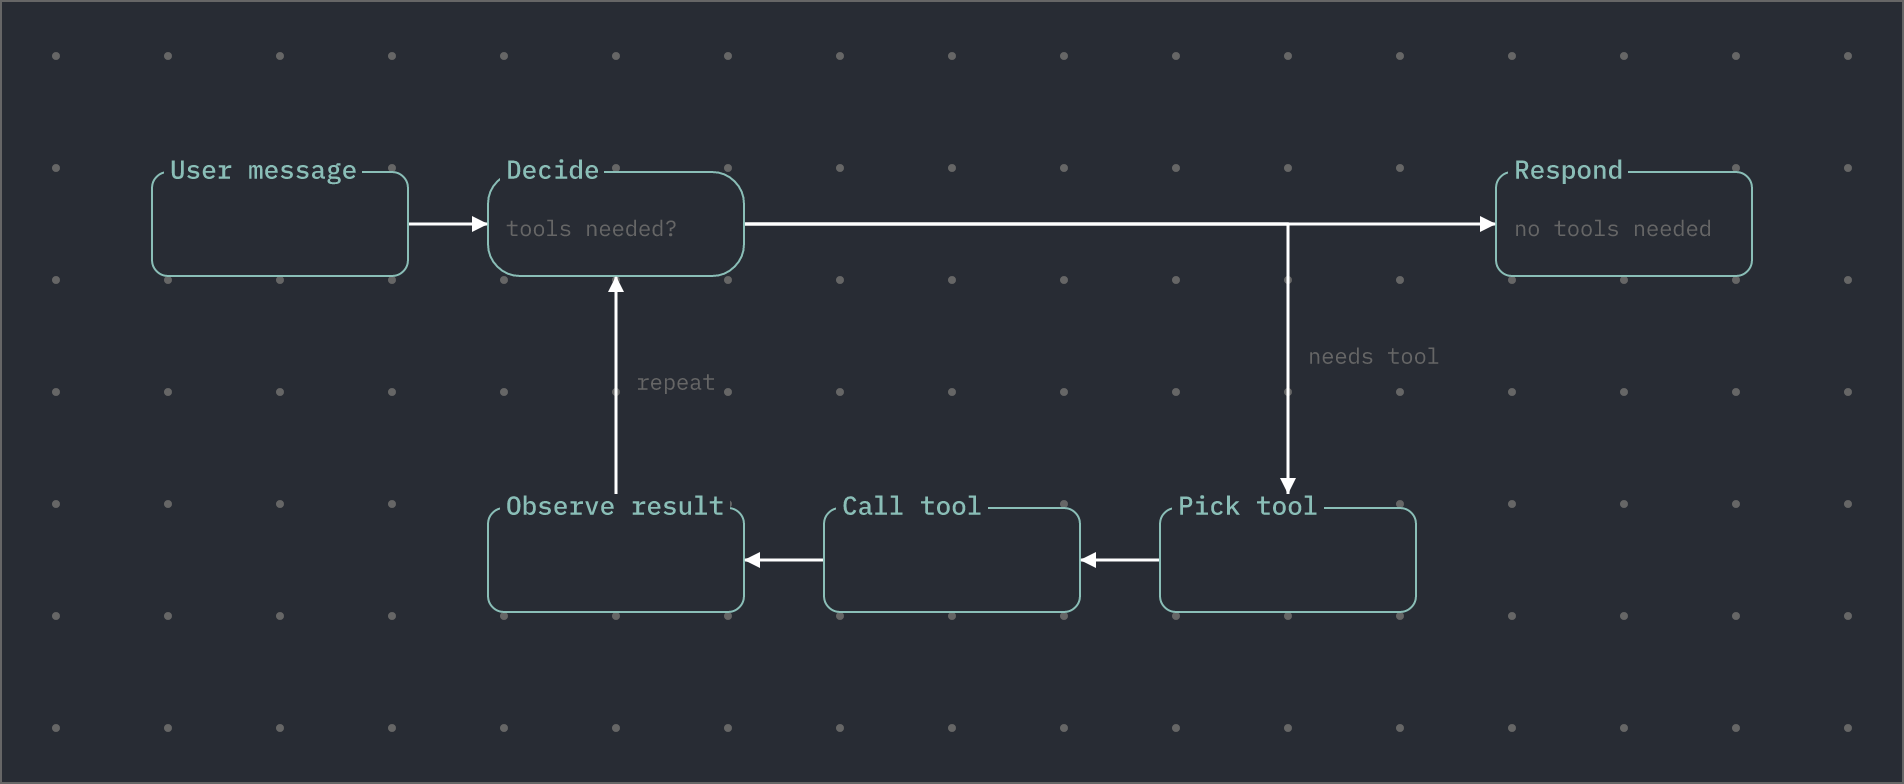 User message
Decide
tools needed?
Respond
no tools needed
needs tool
repeat
Observe result
Call tool
Pick tool